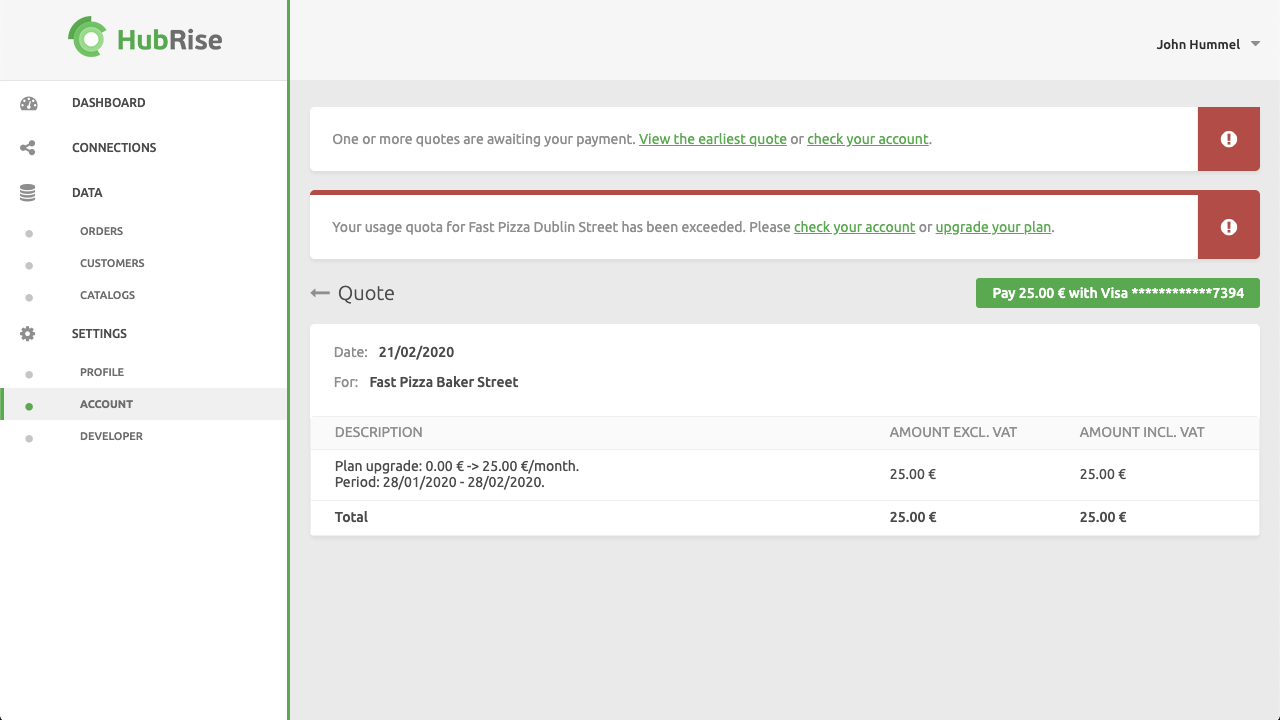 HubRise
John Hummel
DASHBOARD
CONNECTIONS
DATA
ORDERS
CUSTOMERS
CATALOGS
SETTINGS
PROFILE
ACCOUNT
DEVELOPER
One or more quotes are awaiting your payment. View the earliest quote or check your account.
Your usage quota for Fast Pizza Dublin Street has been exceeded. Please check your account or upgrade your plan.
Quote
Pay 25.00 € with Visa ************7394
Date: 21/02/2020
For: Fast Pizza Baker Street
DESCRIPTION AMOUNT EXCL. VAT AMOUNT INCL. VAT
Plan upgrade: 0.00 € -> 25.00 €/month.
Period: 28/01/2020 - 28/02/2020.
25.00 € 25.00 €
Total 25.00 € 25.00 €